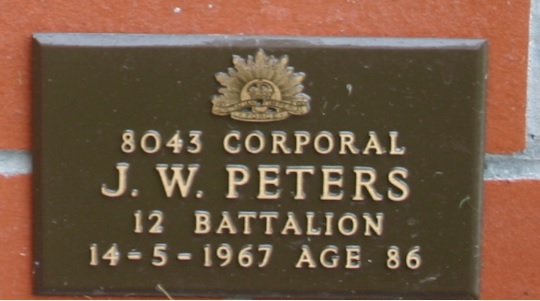 8043 CORPORAL
J. W. PETERS
12 BATTALION
14-5-1967 AGE 86